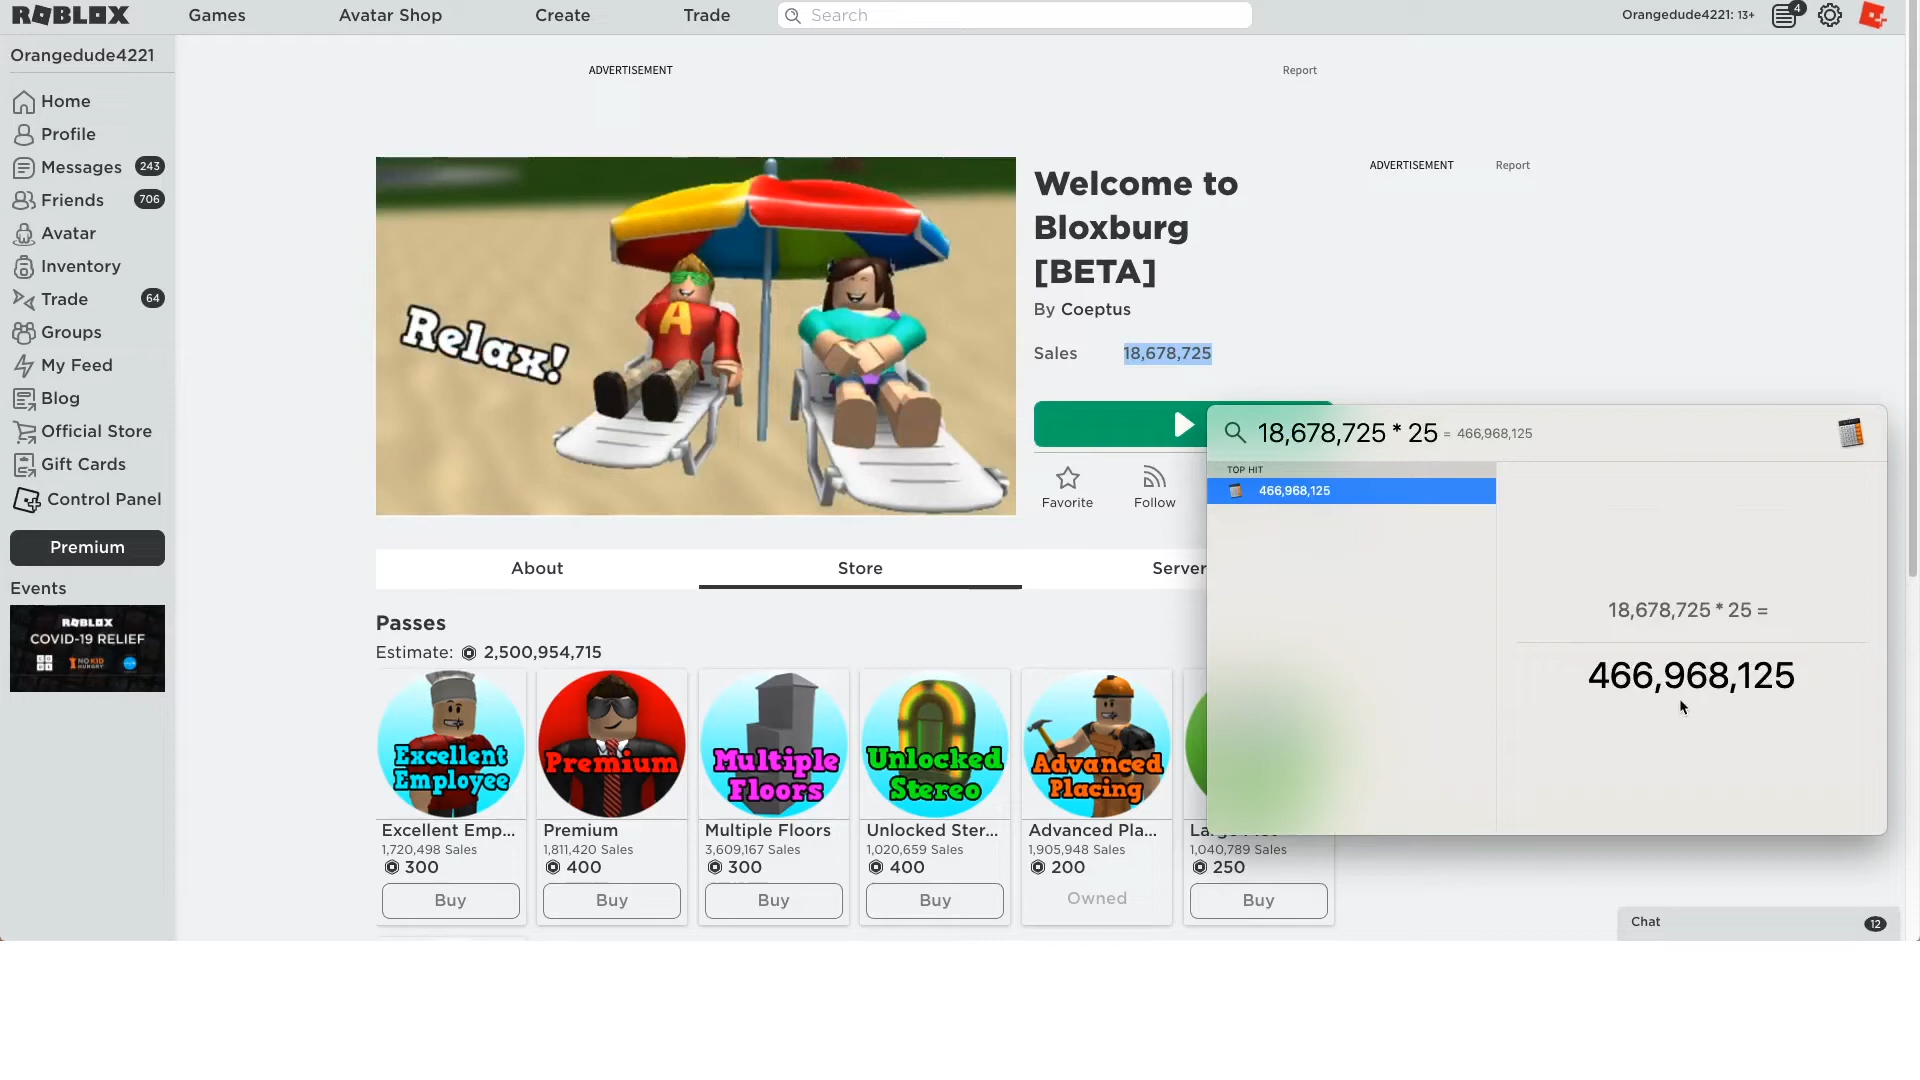 ROBLOX
Games
Avatar Shop
Create
Trade
Search
Orangedude4221: 13+
4
Orangedude4221
Home
Profile
Messages 243
Friends 706
Avatar
Inventory
Trade 64
Groups
My Feed
Blog
Official Store
Gift Cards
Control Panel
Premium
Events
ROBLOX
COVID-19 RELIEF
ADVERTISEMENT
Report
ADVERTISEMENT
Report
Relax!
A
Welcome to
Bloxburg
[BETA]
By Coeptus
Sales 18,678,725
Favorite
Follow
18,678,725 * 25 = 466,968,125
TOP HIT
466,968,125
18,678,725 * 25 =
466,968,125
About
Store
Server
Passes
Estimate: 2,500,954,715
Excellent
Employee
Premium
Multiple
Floors
Unlocked
Stereo
Advanced
Placing
Excellent Emp...
1,720,498 Sales
300
Buy
Premium
1,811,420 Sales
400
Buy
Multiple Floors
3,609,167 Sales
300
Buy
Unlocked Ster...
1,020,659 Sales
400
Buy
Advanced Pla...
1,905,948 Sales
200
Owned
1,040,789 Sales
250
Buy
Chat 12